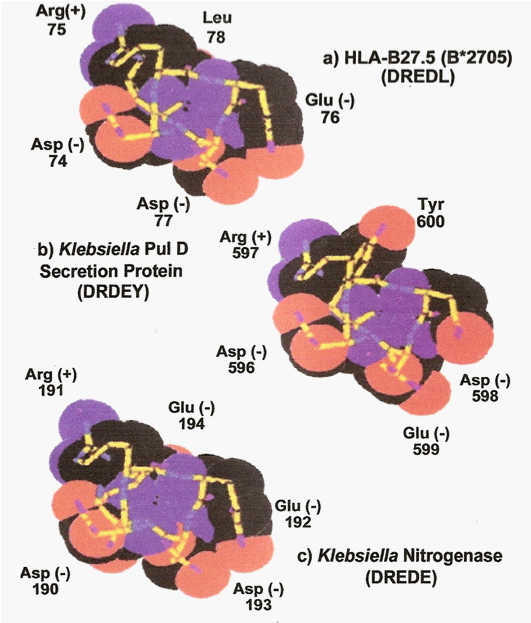 Arg(+)
75
Leu
78
a) HLA-B27.5 (B*2705)
(DREDL)
Glu (-)
76
Asp (-)
74
Asp (-)
77
b) Klebsiella Pul D
Secretion Protein
(DRDEY)
Arg (+)
597
Tyr
600
Asp (-)
596
Asp (-)
598
Glu (-)
599
Arg (+)
191
Glu (-)
194
Glu (-)
192
Asp (-)
190
Asp (-)
193
c) Klebsiella Nitrogenase
(DREDE)